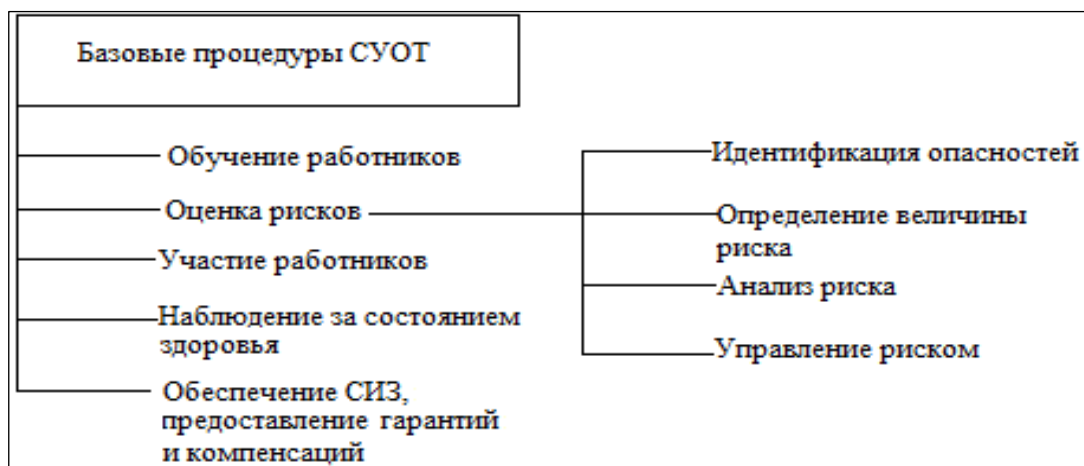 Базовые процедуры СУОТ
Обучение работников
Оценка рисков
Участие работников
Наблюдение за состоянием
здоровья
Обеспечение СИЗ,
предоставление гарантий
и компенсаций
Идентификация опасностей
Определение величины
риска
Анализ риска
Управление риском